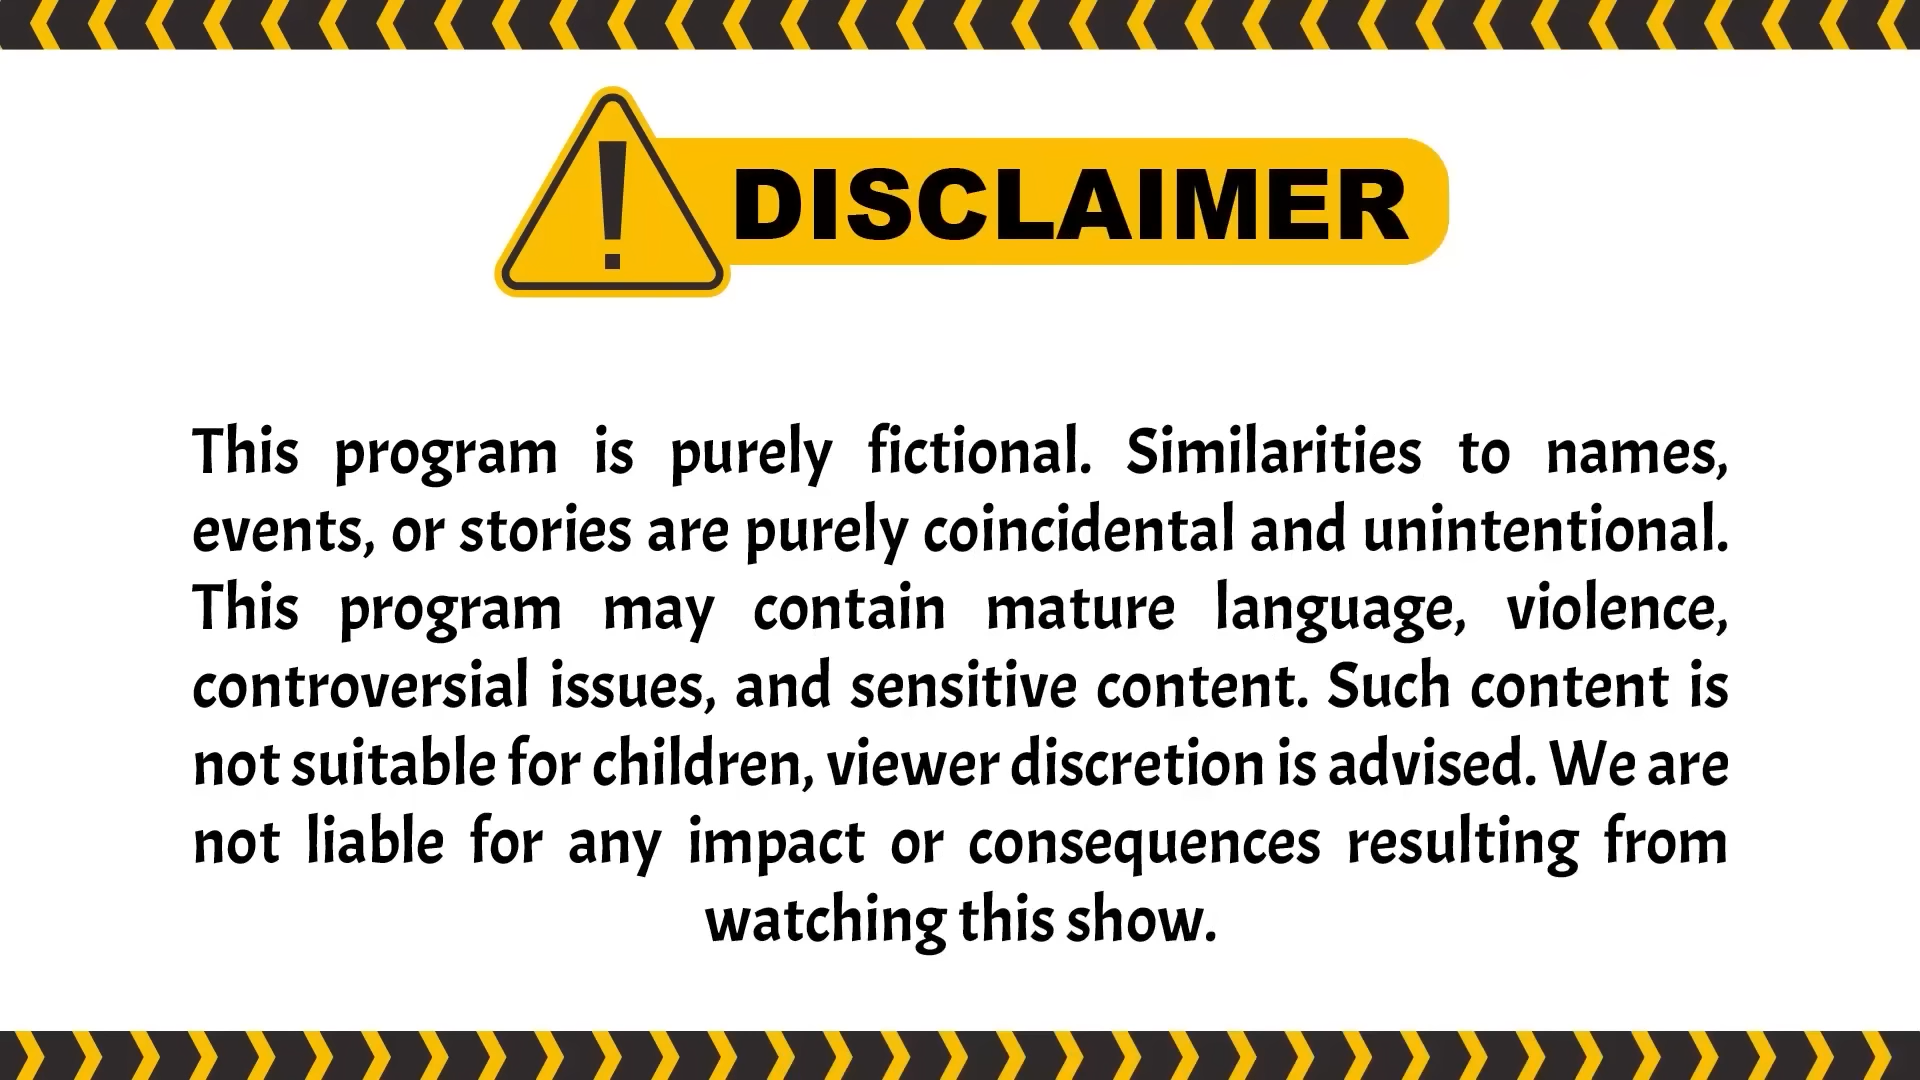 DISCLAIMER
This program is purely fictional. Similarities to names,
events, or stories are purely coincidental and unintentional.
This program may contain mature language, violence,
controversial issues, and sensitive content. Such content is
not suitable for children, viewer discretion is advised. We are
not liable for any impact or consequences resulting from
watching this show.